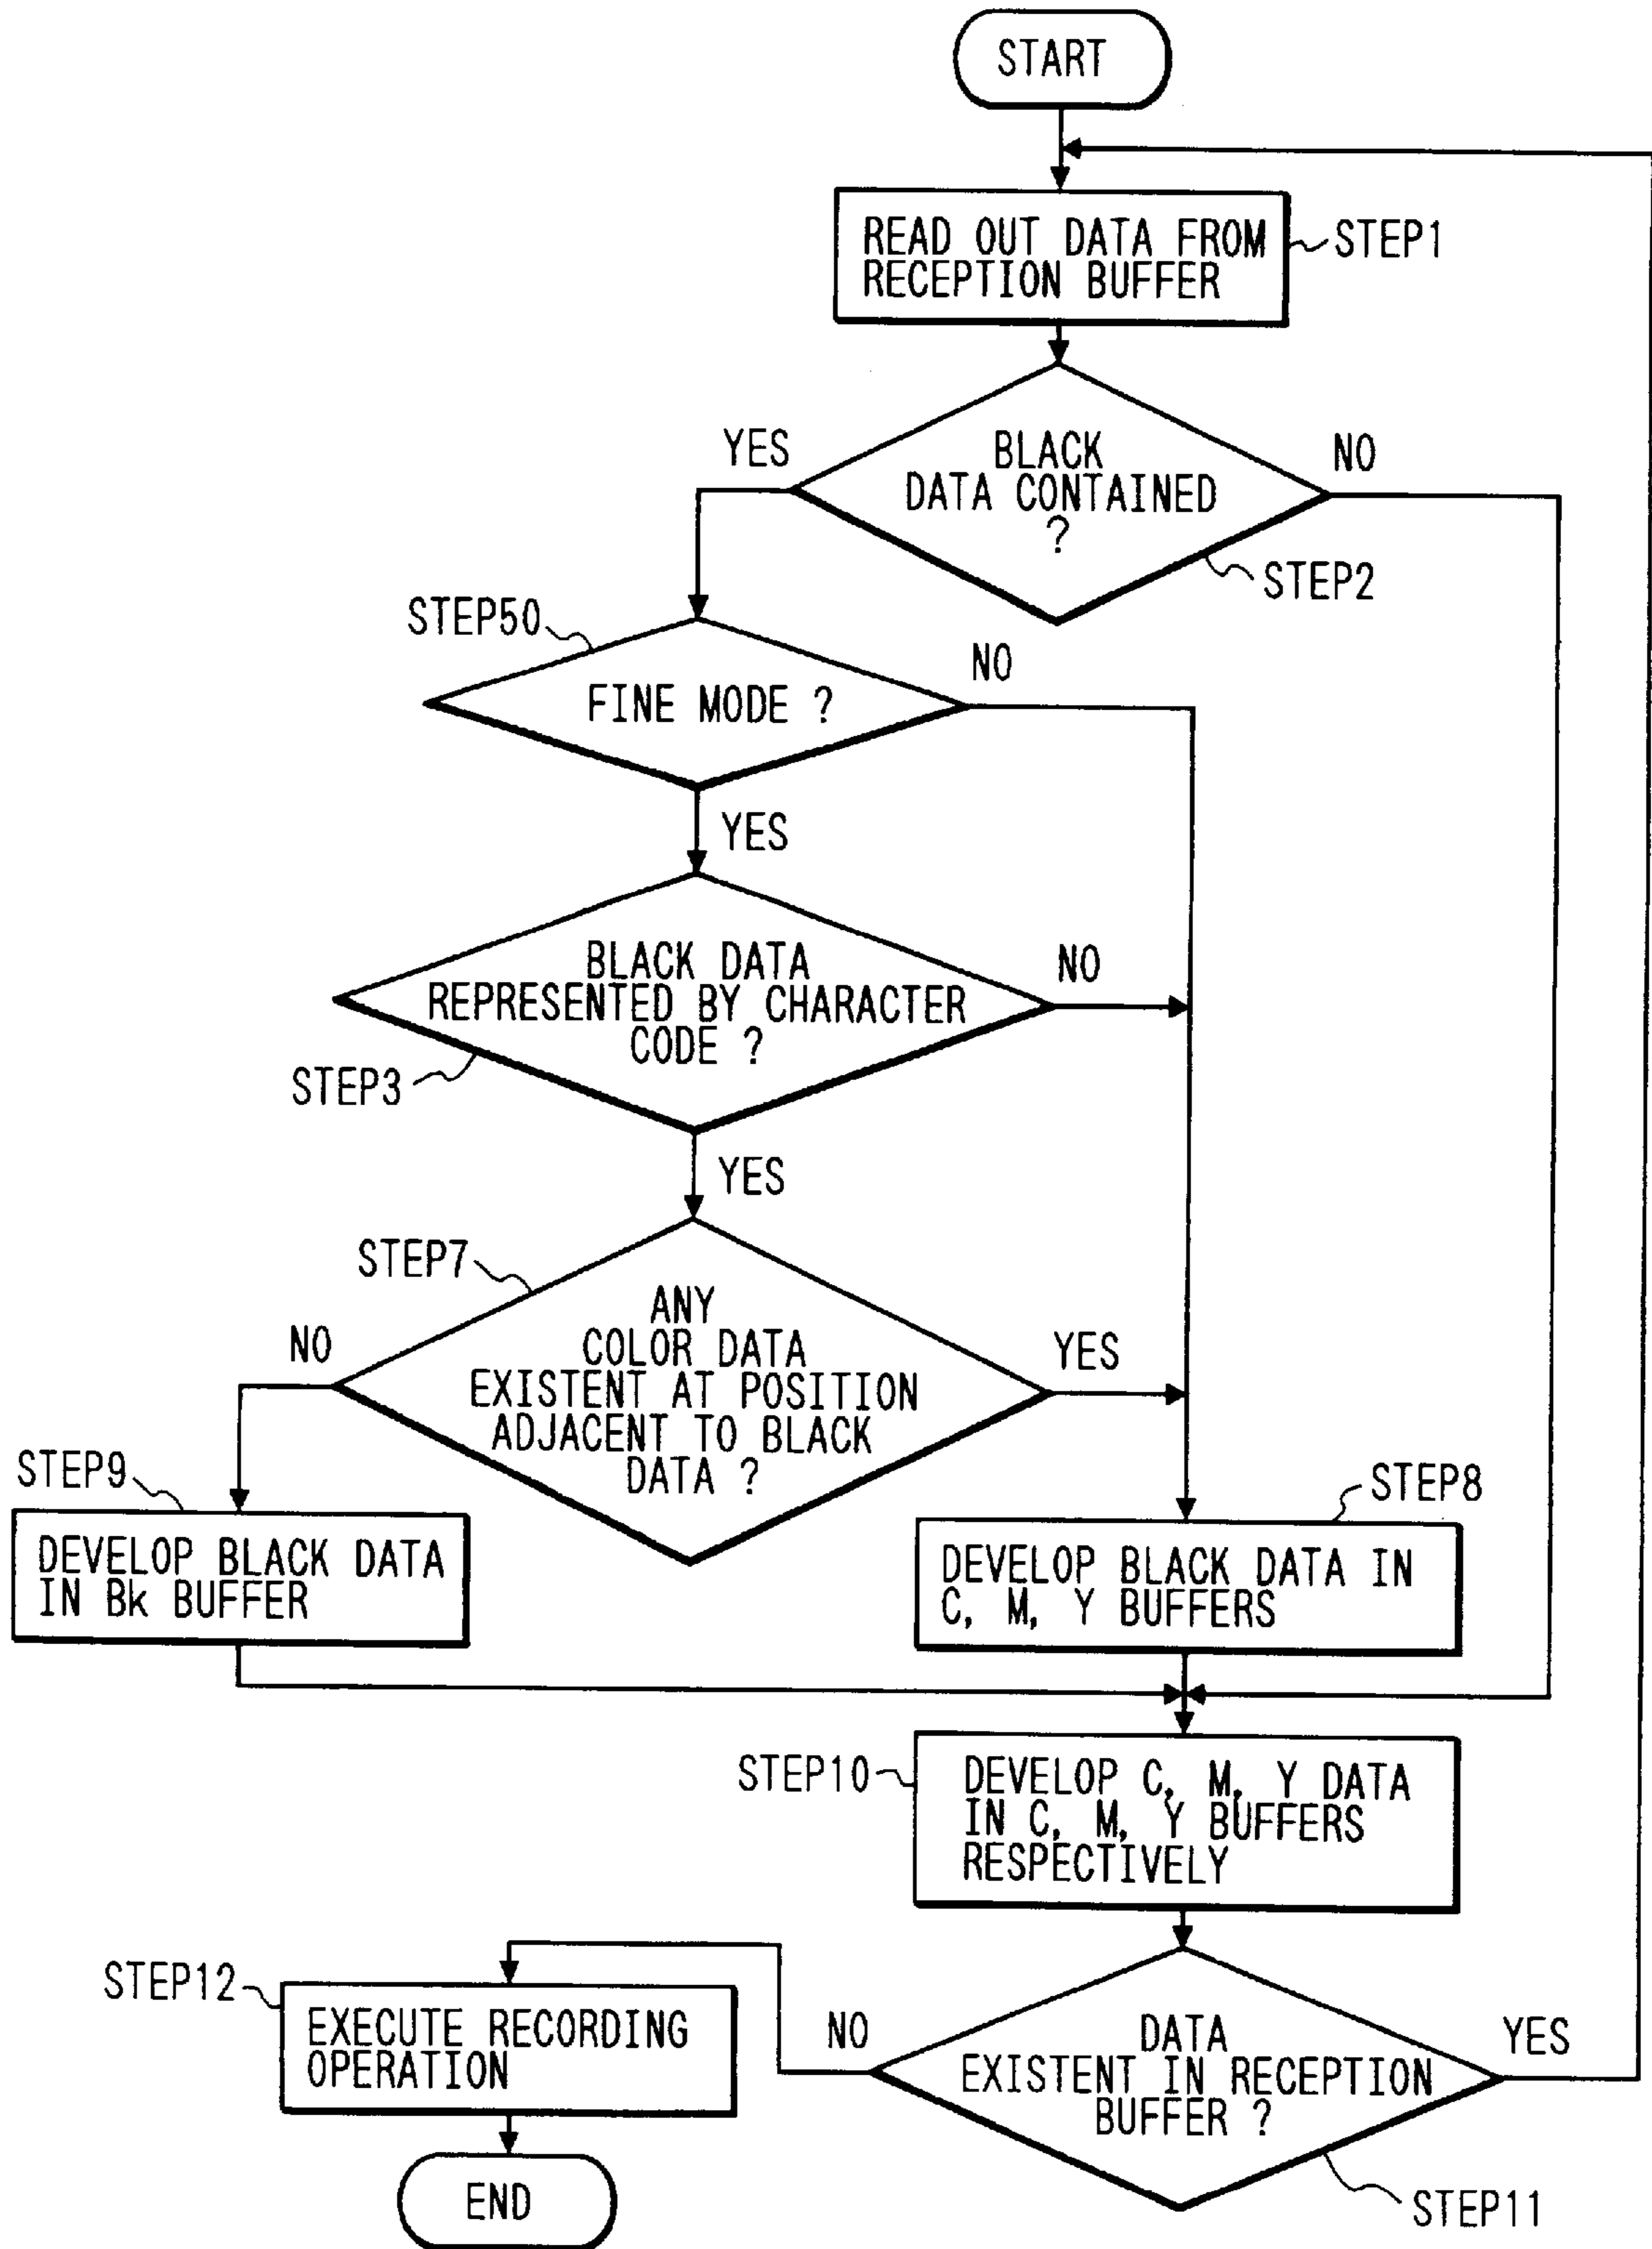 START
READ OUT DATA FROM
RECEPTION BUFFER
STEP1
YES
BLACK
DATA CONTAINED
?
NO
STEP2
STEP50
FINE MODE ?
NO
YES
BLACK DATA
REPRESENTED BY CHARACTER
CODE ?
NO
STEP3
YES
STEP7
NO
ANY
COLOR DATA
EXISTENT AT POSITION
ADJACENT TO BLACK
DATA ?
YES
STEP9
DEVELOP BLACK DATA
IN Bk BUFFER
STEP8
DEVELOP BLACK DATA IN
C, M, Y BUFFERS
STEP10
DEVELOP C, M, Y DATA
IN C, M, Y BUFFERS
RESPECTIVELY
STEP12
EXECUTE RECORDING
OPERATION
NO
DATA
EXISTENT IN RECEPTION
BUFFER ?
YES
STEP11
END